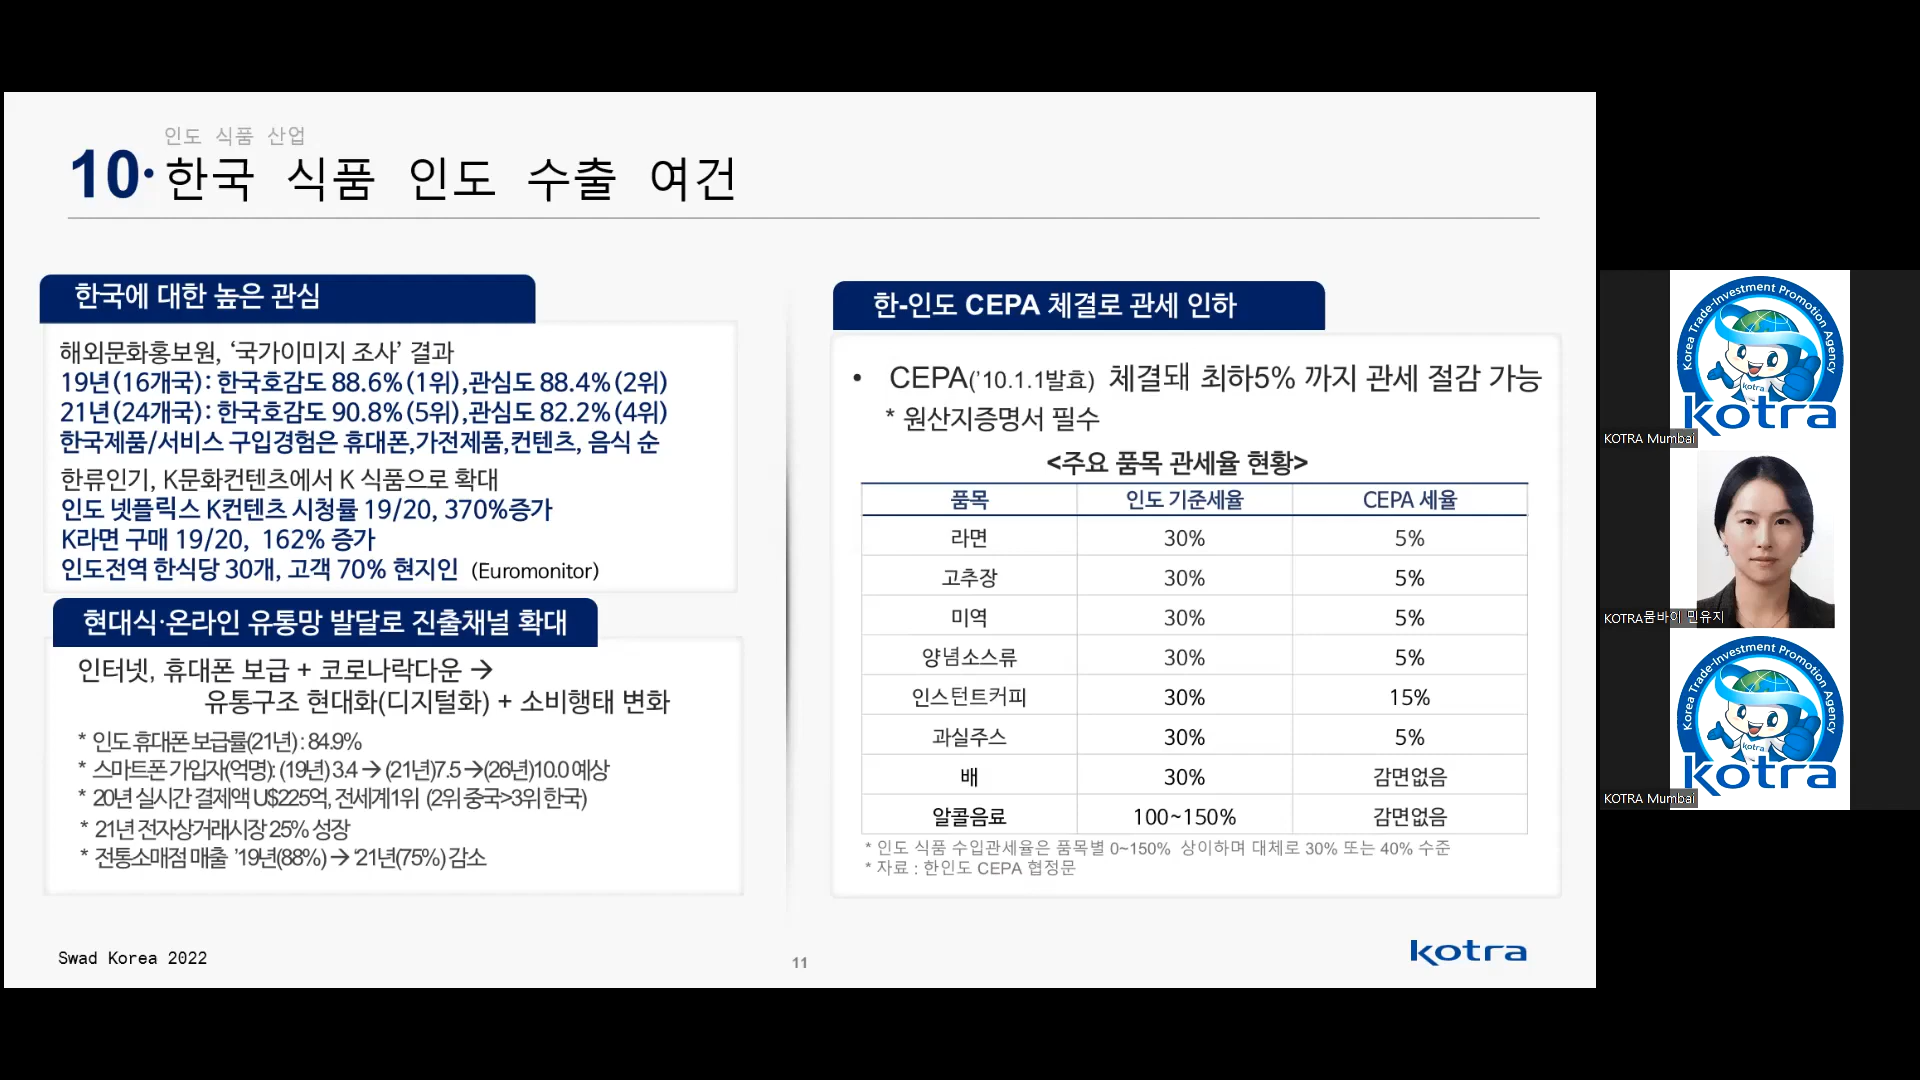 인도 식품 산업
10. 한국 식품 인도 수출 여건
한국에 대한 높은 관심
해외문화홍보원, ‘국가이미지 조사’ 결과
19년(16개국) : 한국호감도 88.6% (1위) ,관심도 88.4% (2위)
21년(24개국) : 한국호감도 90.8% (5위) ,관심도 82.2% (4위)
한국제품/서비스 구입경험은 휴대폰,가전제품,컨텐츠, 음식 순
한류인기, K문화컨텐츠에서 K 식품으로 확대
인도 넷플릭스 K컨텐츠 시청률 19/20, 370%증가
K라면 구매 19/20, 162% 증가
인도전역 한식당 30개, 고객 70% 현지인 (Euromonitor)
현대식·온라인 유통망 발달로 진출채널 확대
인터넷, 휴대폰 보급 + 코로나락다운 →
유통구조 현대화(디지털화) + 소비행태 변화
* 인도 휴대폰 보급률(21년) : 84.9%
* 스마트폰 가입자(억명): (19년) 3.4 → (21년)7.5 →(26년)10.0 예상
* 20년 실시간 결제액 U$225억, 전세계1위 (2위 중국>3위 한국)
* 21년 전자상거래시장 25% 성장
* 전통소매점 매출 ’19년(88%) → ‘21년(75%) 감소
한-인도 CEPA 체결로 관세 인하
• CEPA(’10.1.1발효) 체결돼 최하5% 까지 관세 절감 가능
* 원산지증명서 필수
<주요 품목 관세율 현황>
품목 인도 기준세율 CEPA 세율
라면 30% 5%
고추장 30% 5%
미역 30% 5%
양념소스류 30% 5%
인스턴트커피 30% 15%
과실주스 30% 5%
배 30% 감면없음
알콜음료 100~150% 감면없음
* 인도 식품 수입관세율은 품목별 0~150% 상이하며 대체로 30% 또는 40% 수준
* 자료 : 한인도 CEPA 협정문
Swad Korea 2022
11
kotra
Korea Trade-Investment Promotion Agency
kotra
kotra
KOTRA Mumbai
KOTRA뭄바이 민유지
Korea Trade-Investment Promotion Agency
kotra
kotra
KOTRA Mumbai